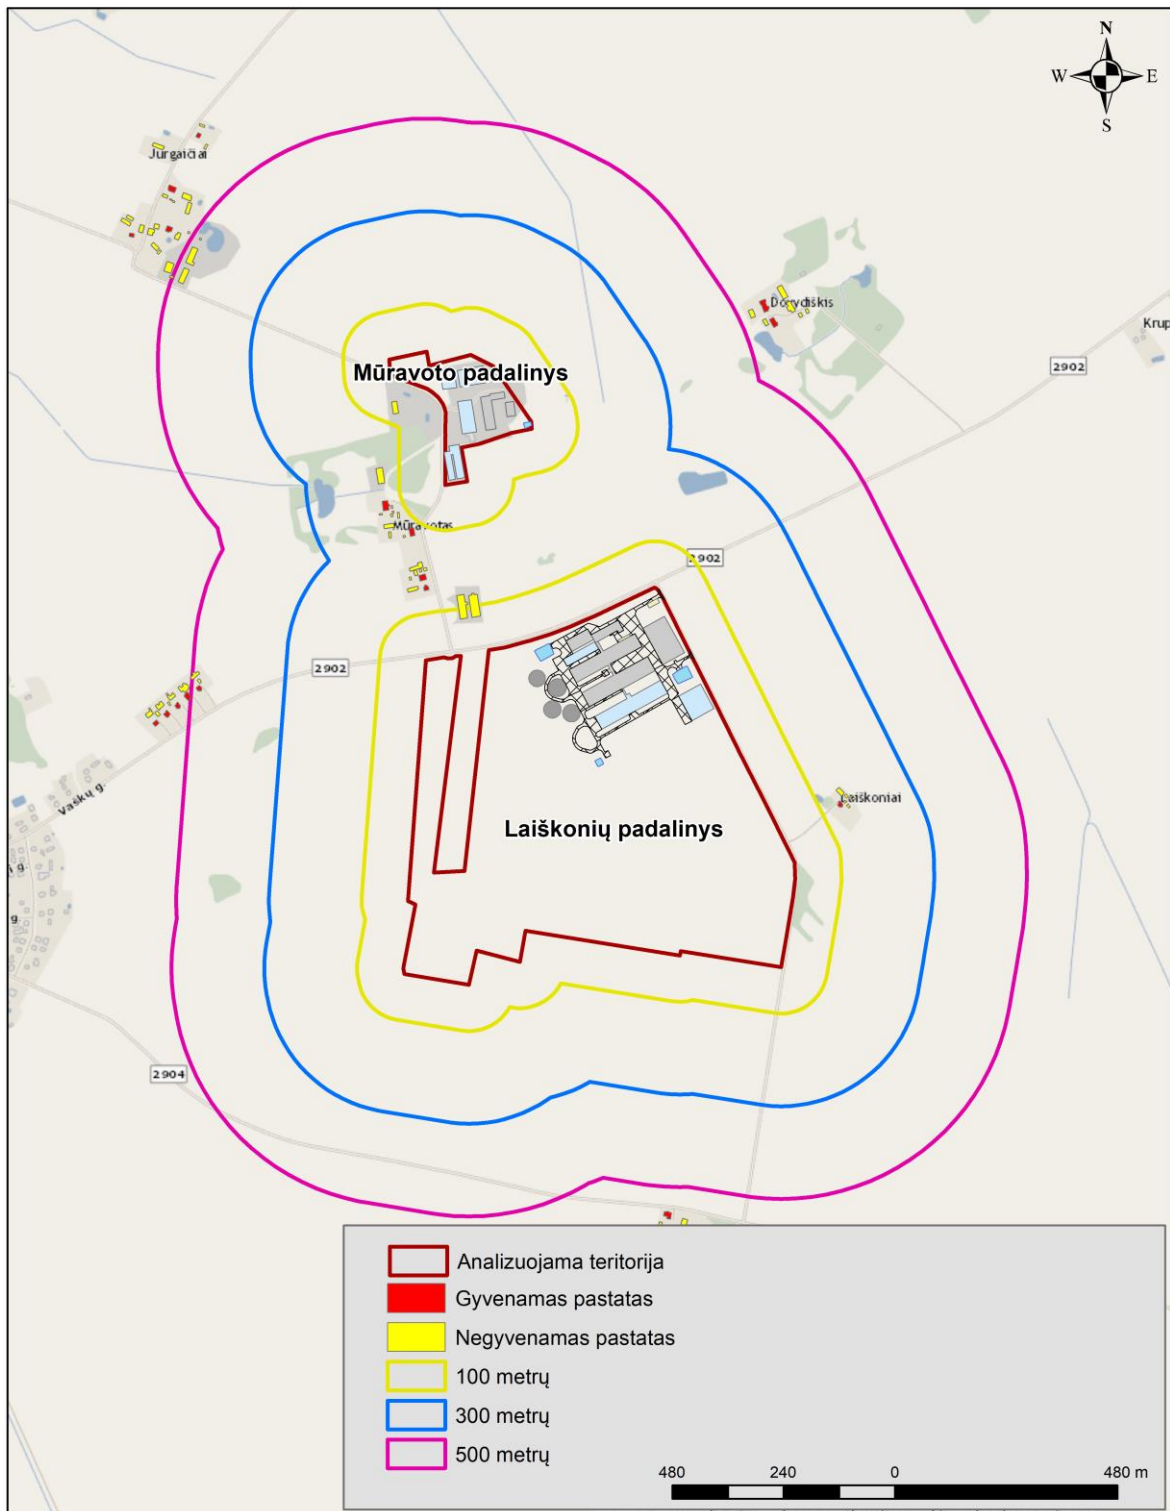 N
W
E
S
Jurgaičiai
Krup
2902
Mūravoto padalinys
Mūravotas
2902
2902
Vaškų g.
Laiškoniai
Laiškonių padalinys
g.
g.
2904
Analizuojama teritorija
Gyvenamas pastatas
Negyvenamas pastatas
100 metrų
300 metrų
500 metrų
480 240 0 480 m